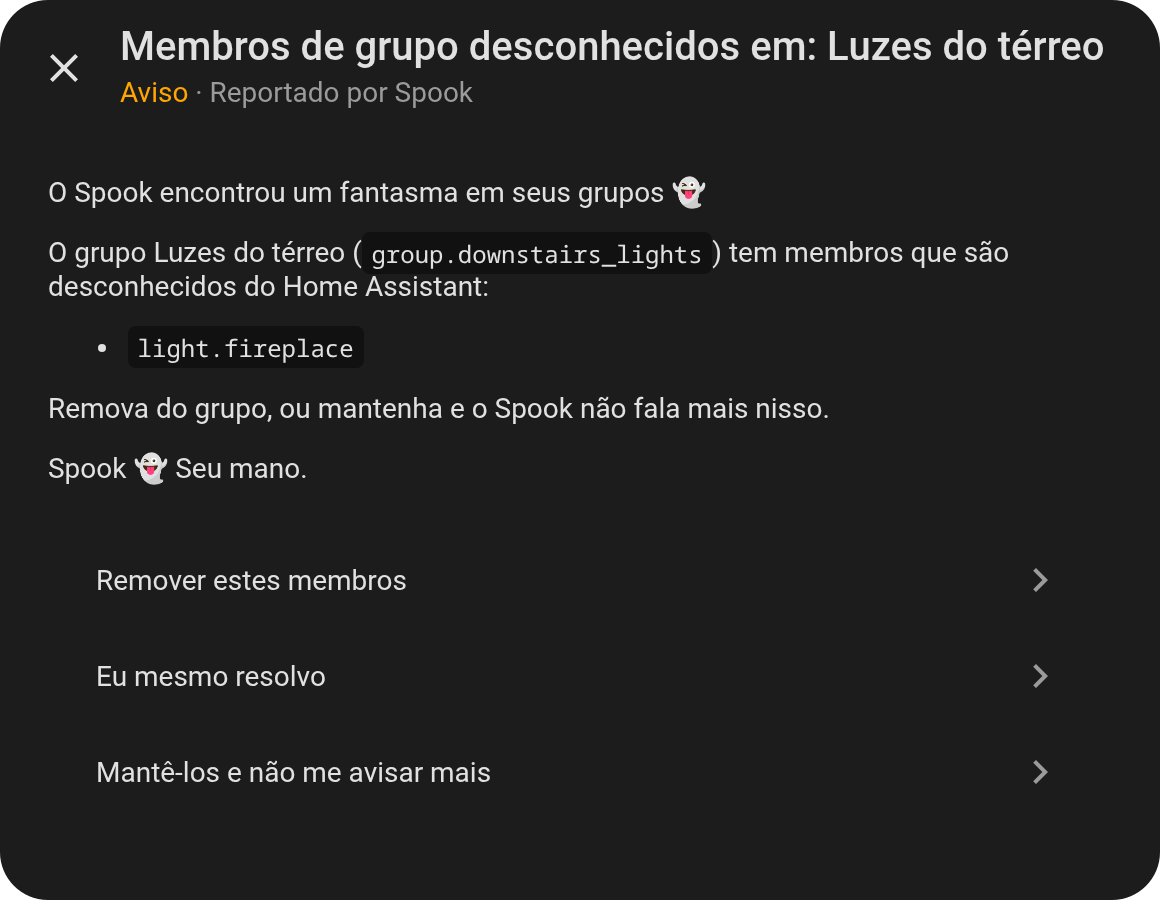 Membros de grupo desconhecidos em: Luzes do térreo
Aviso · Reportado por Spook
O Spook encontrou um fantasma em seus grupos 👻
O grupo Luzes do térreo (group.downstairs_lights) tem membros que são
desconhecidos do Home Assistant:
• light.fireplace
Remova do grupo, ou mantenha e o Spook não fala mais nisso.
Spook 👻 Seu mano.
Remover estes membros
Eu mesmo resolvo
Mantê-los e não me avisar mais